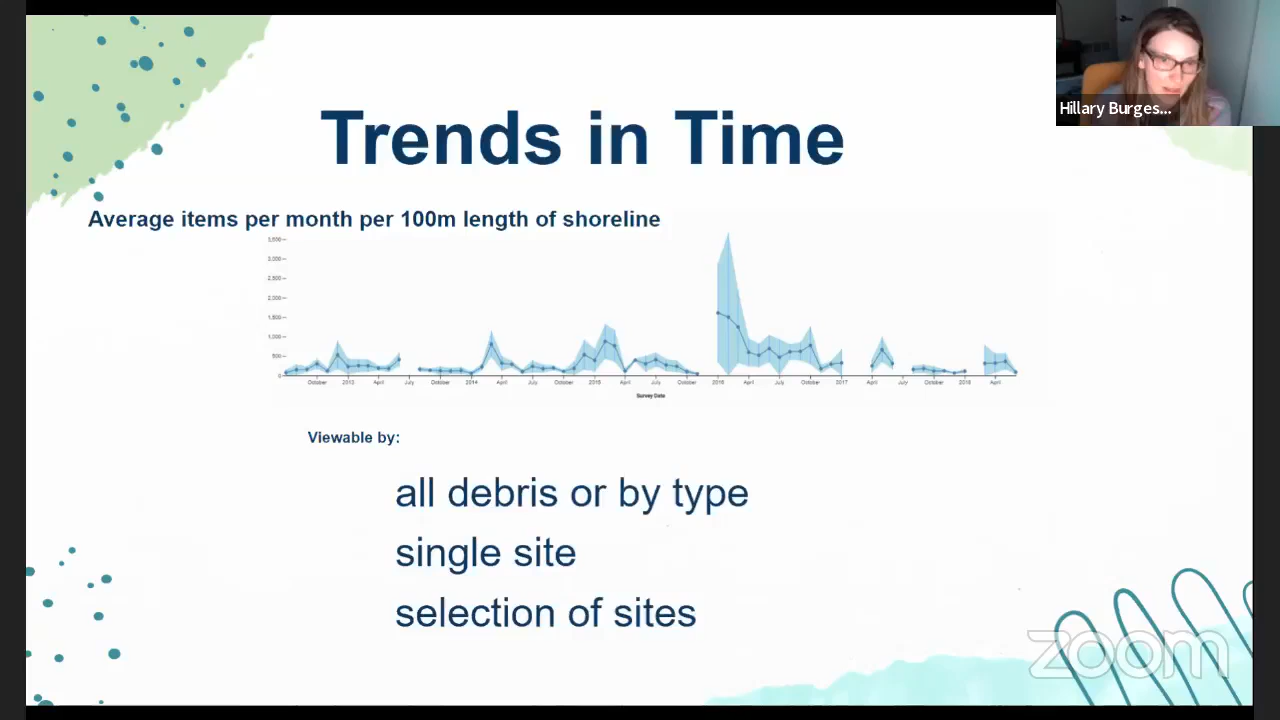 Hillary Burges...
Trends in Time
Average items per month per 100m length of shoreline
3,500
3,000
2,500
2,000
1,500
1,000
500
0
October 2013 April July October 2014 April July October 2015 April July October 2016 April July October 2017 April July October 2018 April
Survey Date
Viewable by:
all debris or by type
single site
selection of sites
zoom